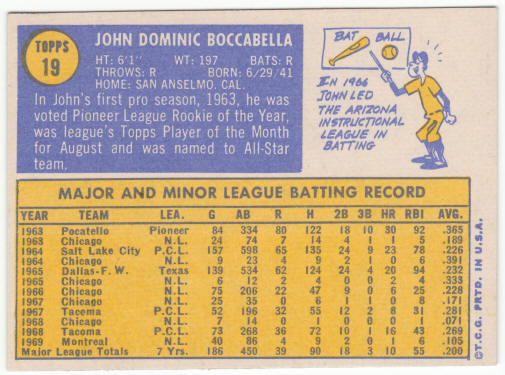 TOPPS
19
JOHN DOMINIC BOCCABELLA
HT: 6'1" WT: 197 BATS: R
THROWS: R BORN: 6/29/41
HOME: SAN ANSELMO, CAL.
In John's first pro season, 1963, he was
voted Pioneer League Rookie of the Year,
was league's Topps Player of the Month
for August and was named to All-Star
team.
BAT BALL
IN 1966
JOHN LED
THE ARIZONA
INSTRUCTIONAL
LEAGUE IN
BATTING
MAJOR AND MINOR LEAGUE BATTING RECORD
YEAR TEAM LEA. G AB R H 2B 3B HR RBI AVG.
1963 Pocatello Pioneer 84 334 80 122 18 10 30 92 .365
1963 Chicago N.L. 24 74 7 14 4 1 1 5 .189
1964 Salt Lake City P.C.L. 157 598 65 135 24 9 23 78 .226
1964 Chicago N.L. 9 23 4 9 2 1 0 6 .391
1965 Dallas-F. W. Texas 139 534 62 124 24 4 20 94 .232
1965 Chicago N.L. 6 12 2 4 0 0 2 4 .333
1966 Chicago N.L. 75 206 22 47 9 0 6 25 .228
1967 Chicago N.L. 25 35 0 6 1 1 0 8 .171
1967 Tacoma P.C.L. 52 196 32 55 12 2 8 31 .281
1968 Chicago N.L. 7 14 0 1 0 0 0 1 .071
1968 Tacoma P.C.L. 73 268 36 72 10 1 16 43 .269
1969 Montreal N.L. 40 86 4 9 2 0 1 6 .105
Major League Totals 7 Yrs. 186 450 39 90 18 3 10 55 .200
©T.C.G. PRTD. IN U.S.A.